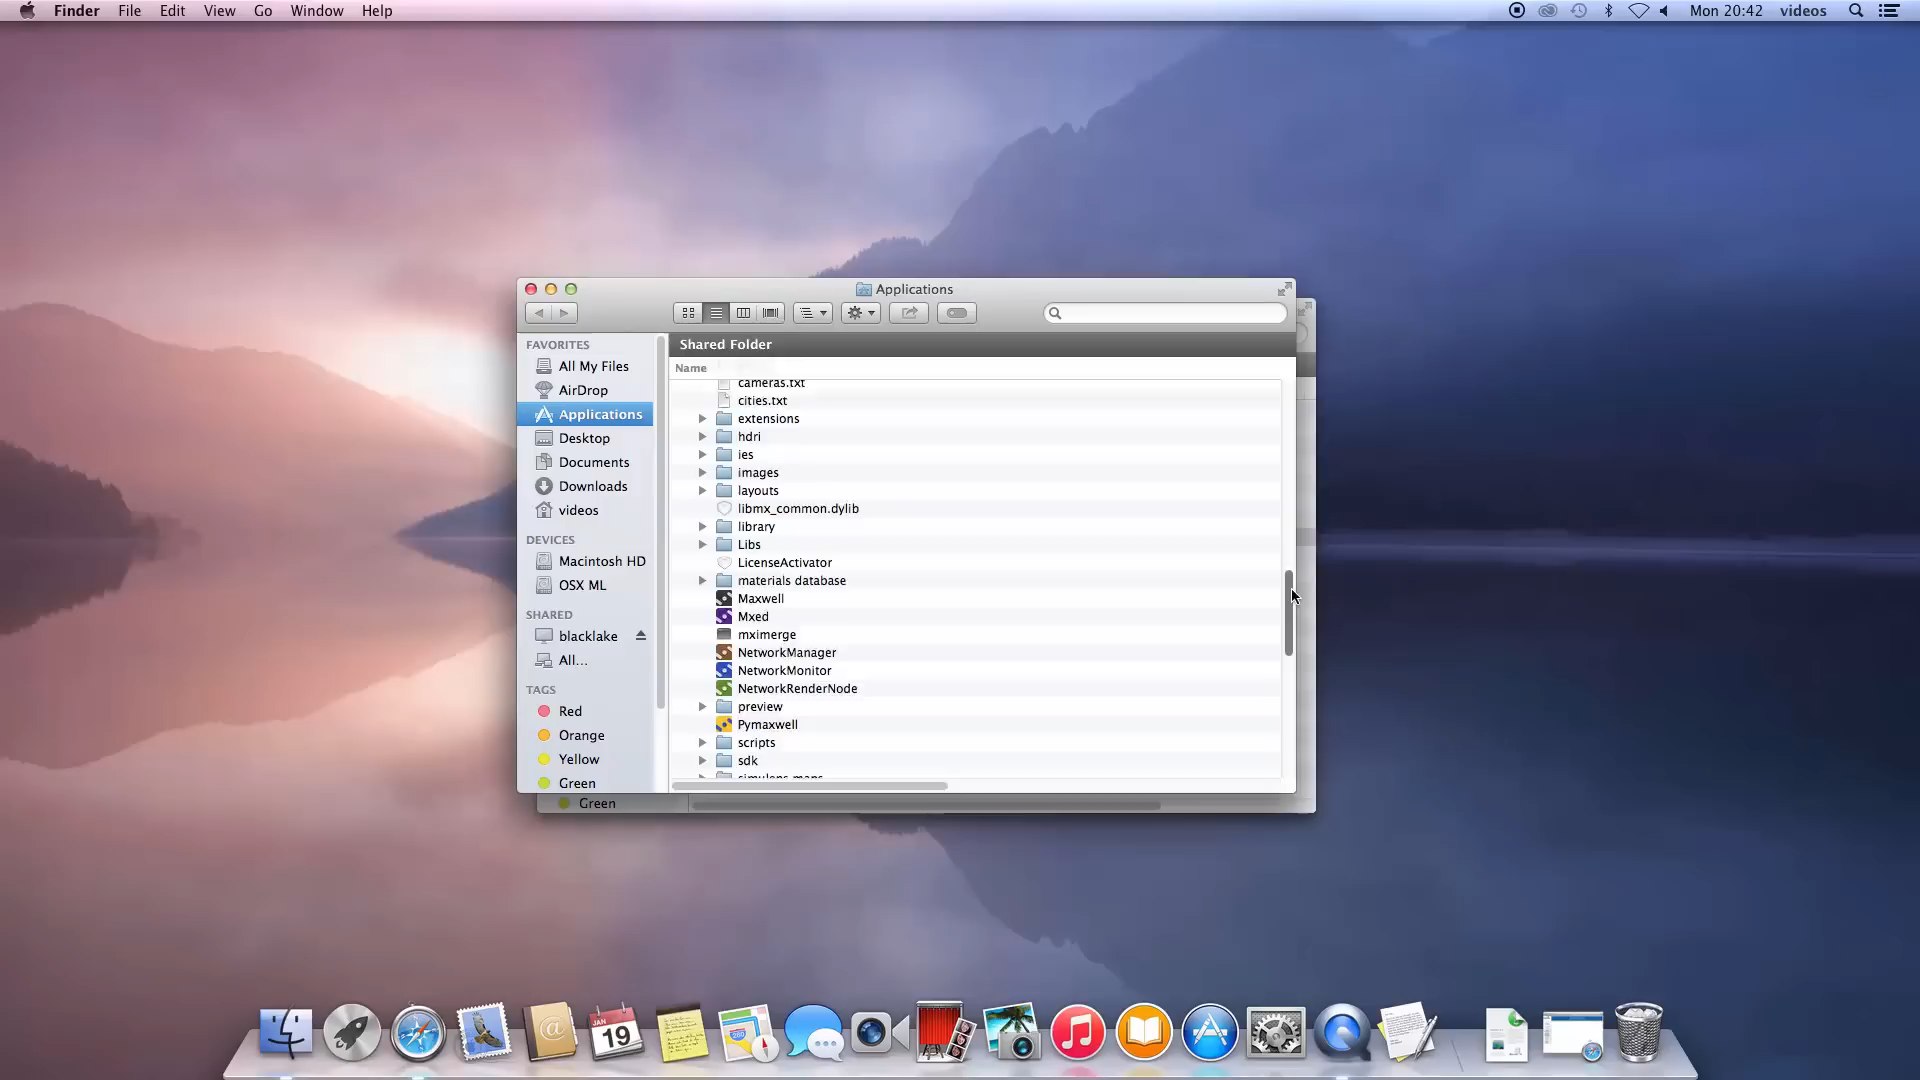 Finder File Edit View Go Window Help
Mon 20:42 videos
Applications
FAVORITES
All My Files
AirDrop
Applications
Desktop
Documents
Downloads
videos
DEVICES
Macintosh HD
OSX ML
SHARED
blacklake
All...
TAGS
Red
Orange
Yellow
Green
Green
Shared Folder
Name
cameras.txt
cities.txt
extensions
hdri
ies
images
layouts
libmx_common.dylib
library
Libs
LicenseActivator
materials database
Maxwell
Mxed
mximerge
NetworkManager
NetworkMonitor
NetworkRenderNode
preview
Pymaxwell
scripts
sdk
JAN
19